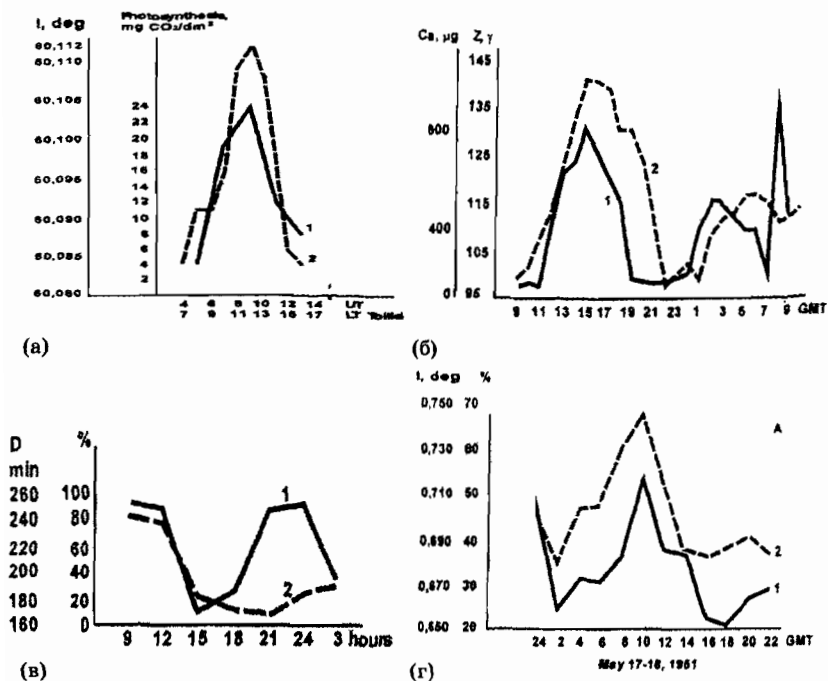 I, deg
Photosynthesis,
mg CO₂/dm²
60,112
60,110
60,105
60,100
60,095
60,090
60,085
60,080
24
22
20
18
16
14
12
10
8
6
4
2
1
2
4 6 8 10 12 14 UT
7 9 11 13 15 17 LT Tbilisi
(а)
Ca, µg Z, γ
800
400
0
145
135
125
115
105
95
1
2
9 11 13 15 17 19 21 23 1 3 5 7 9 GMT
(б)
D
min
%
260 100
240 80
220 60
200 40
180 20
160 0
1
2
9 12 15 18 21 24 3 hours
(в)
I, deg %
0,750 70
0,730 60
0,710 50
0,690 40
0,670 30
0,650 20
A
2
1
24 2 4 6 8 10 12 14 16 18 20 22 GMT
May 17-18, 1961
(г)